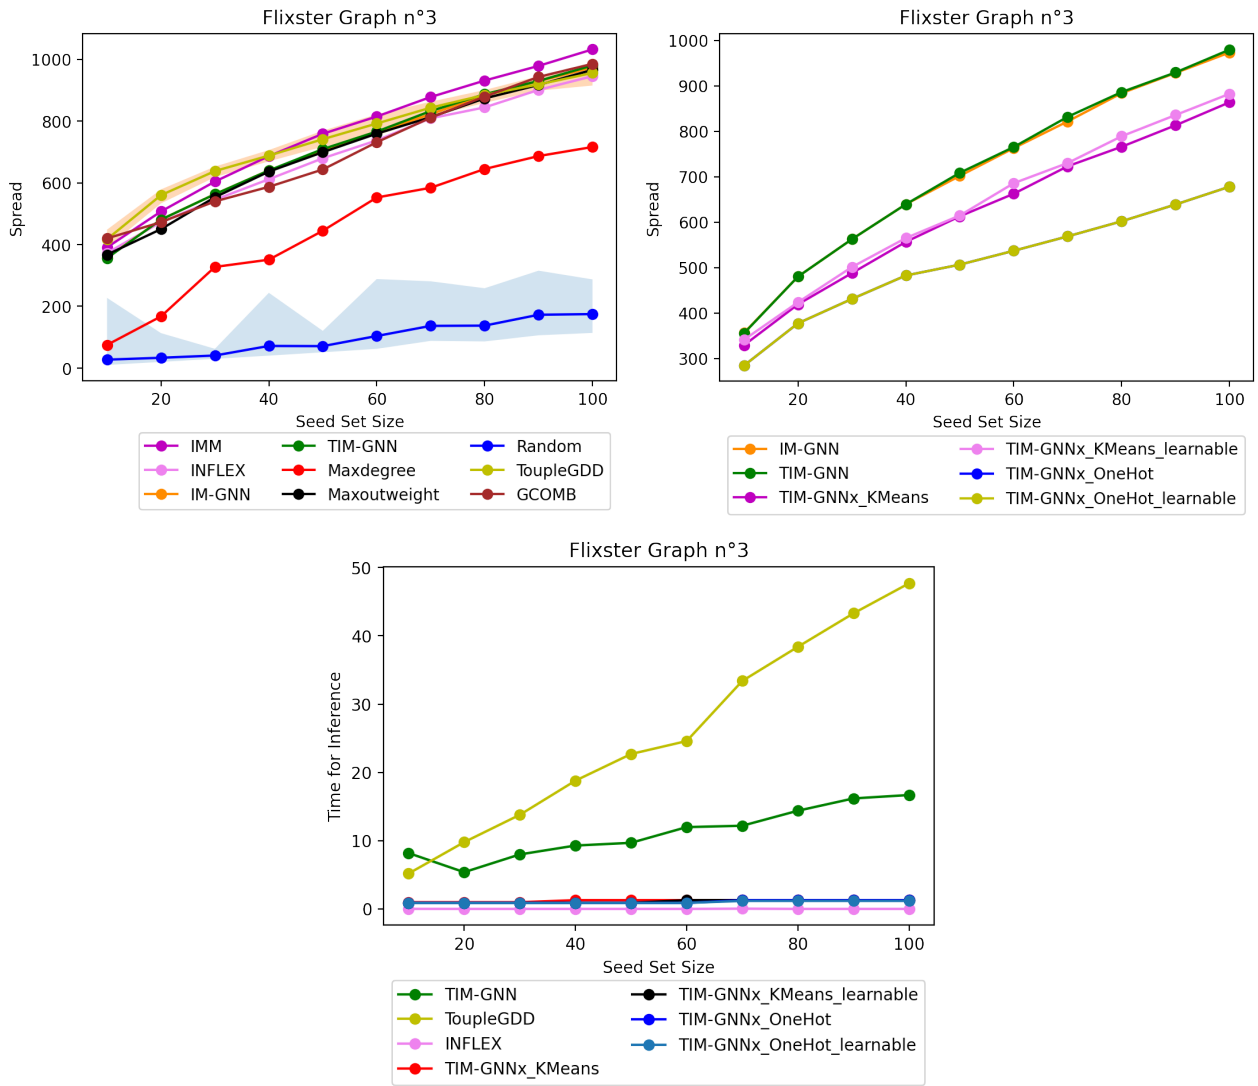 Flixster Graph n°3
Spread
1000
800
600
400
200
0
20 40 60 80 100
Seed Set Size
IMM TIM-GNN Random
INFLEX Maxdegree ToupleGDD
IM-GNN Maxoutweight GCOMB
Flixster Graph n°3
Spread
1000
900
800
700
600
500
400
300
20 40 60 80 100
Seed Set Size
IM-GNN TIM-GNNx_KMeans_learnable
TIM-GNN TIM-GNNx_OneHot
TIM-GNNx_KMeans TIM-GNNx_OneHot_learnable
Flixster Graph n°3
Time for Inference
50
40
30
20
10
0
20 40 60 80 100
Seed Set Size
TIM-GNN TIM-GNNx_KMeans_learnable
ToupleGDD TIM-GNNx_OneHot
INFLEX TIM-GNNx_OneHot_learnable
TIM-GNNx_KMeans